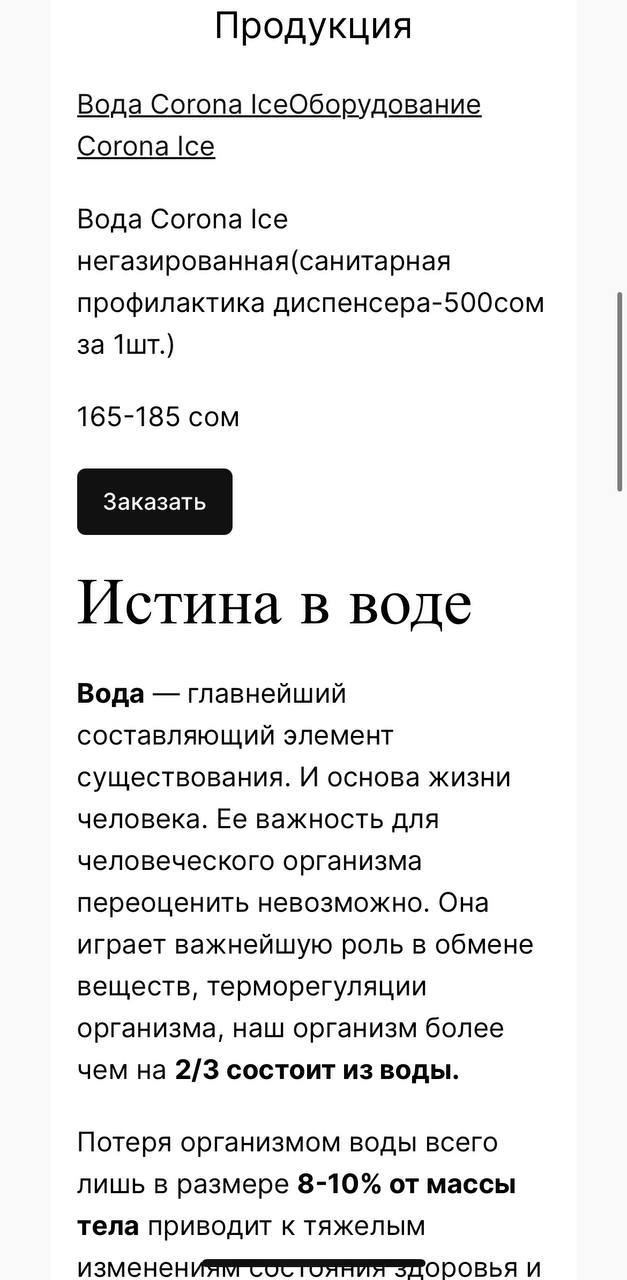 Продукция
Вода Corona IceОборудование
Corona Ice
Вода Corona Ice
негазированная(санитарная
профилактика диспенсера-500сом
за 1шт.)
165-185 сом
Заказать
Истина в воде
Вода — главнейший
составляющий элемент
существования. И основа жизни
человека. Ее важность для
человеческого организма
переоценить невозможно. Она
играет важнейшую роль в обмене
веществ, терморегуляции
организма, наш организм более
чем на 2/3 состоит из воды.
Потеря организмом воды всего
лишь в размере 8-10% от массы
тела приводит к тяжелым
изменениям состояния здоровья и